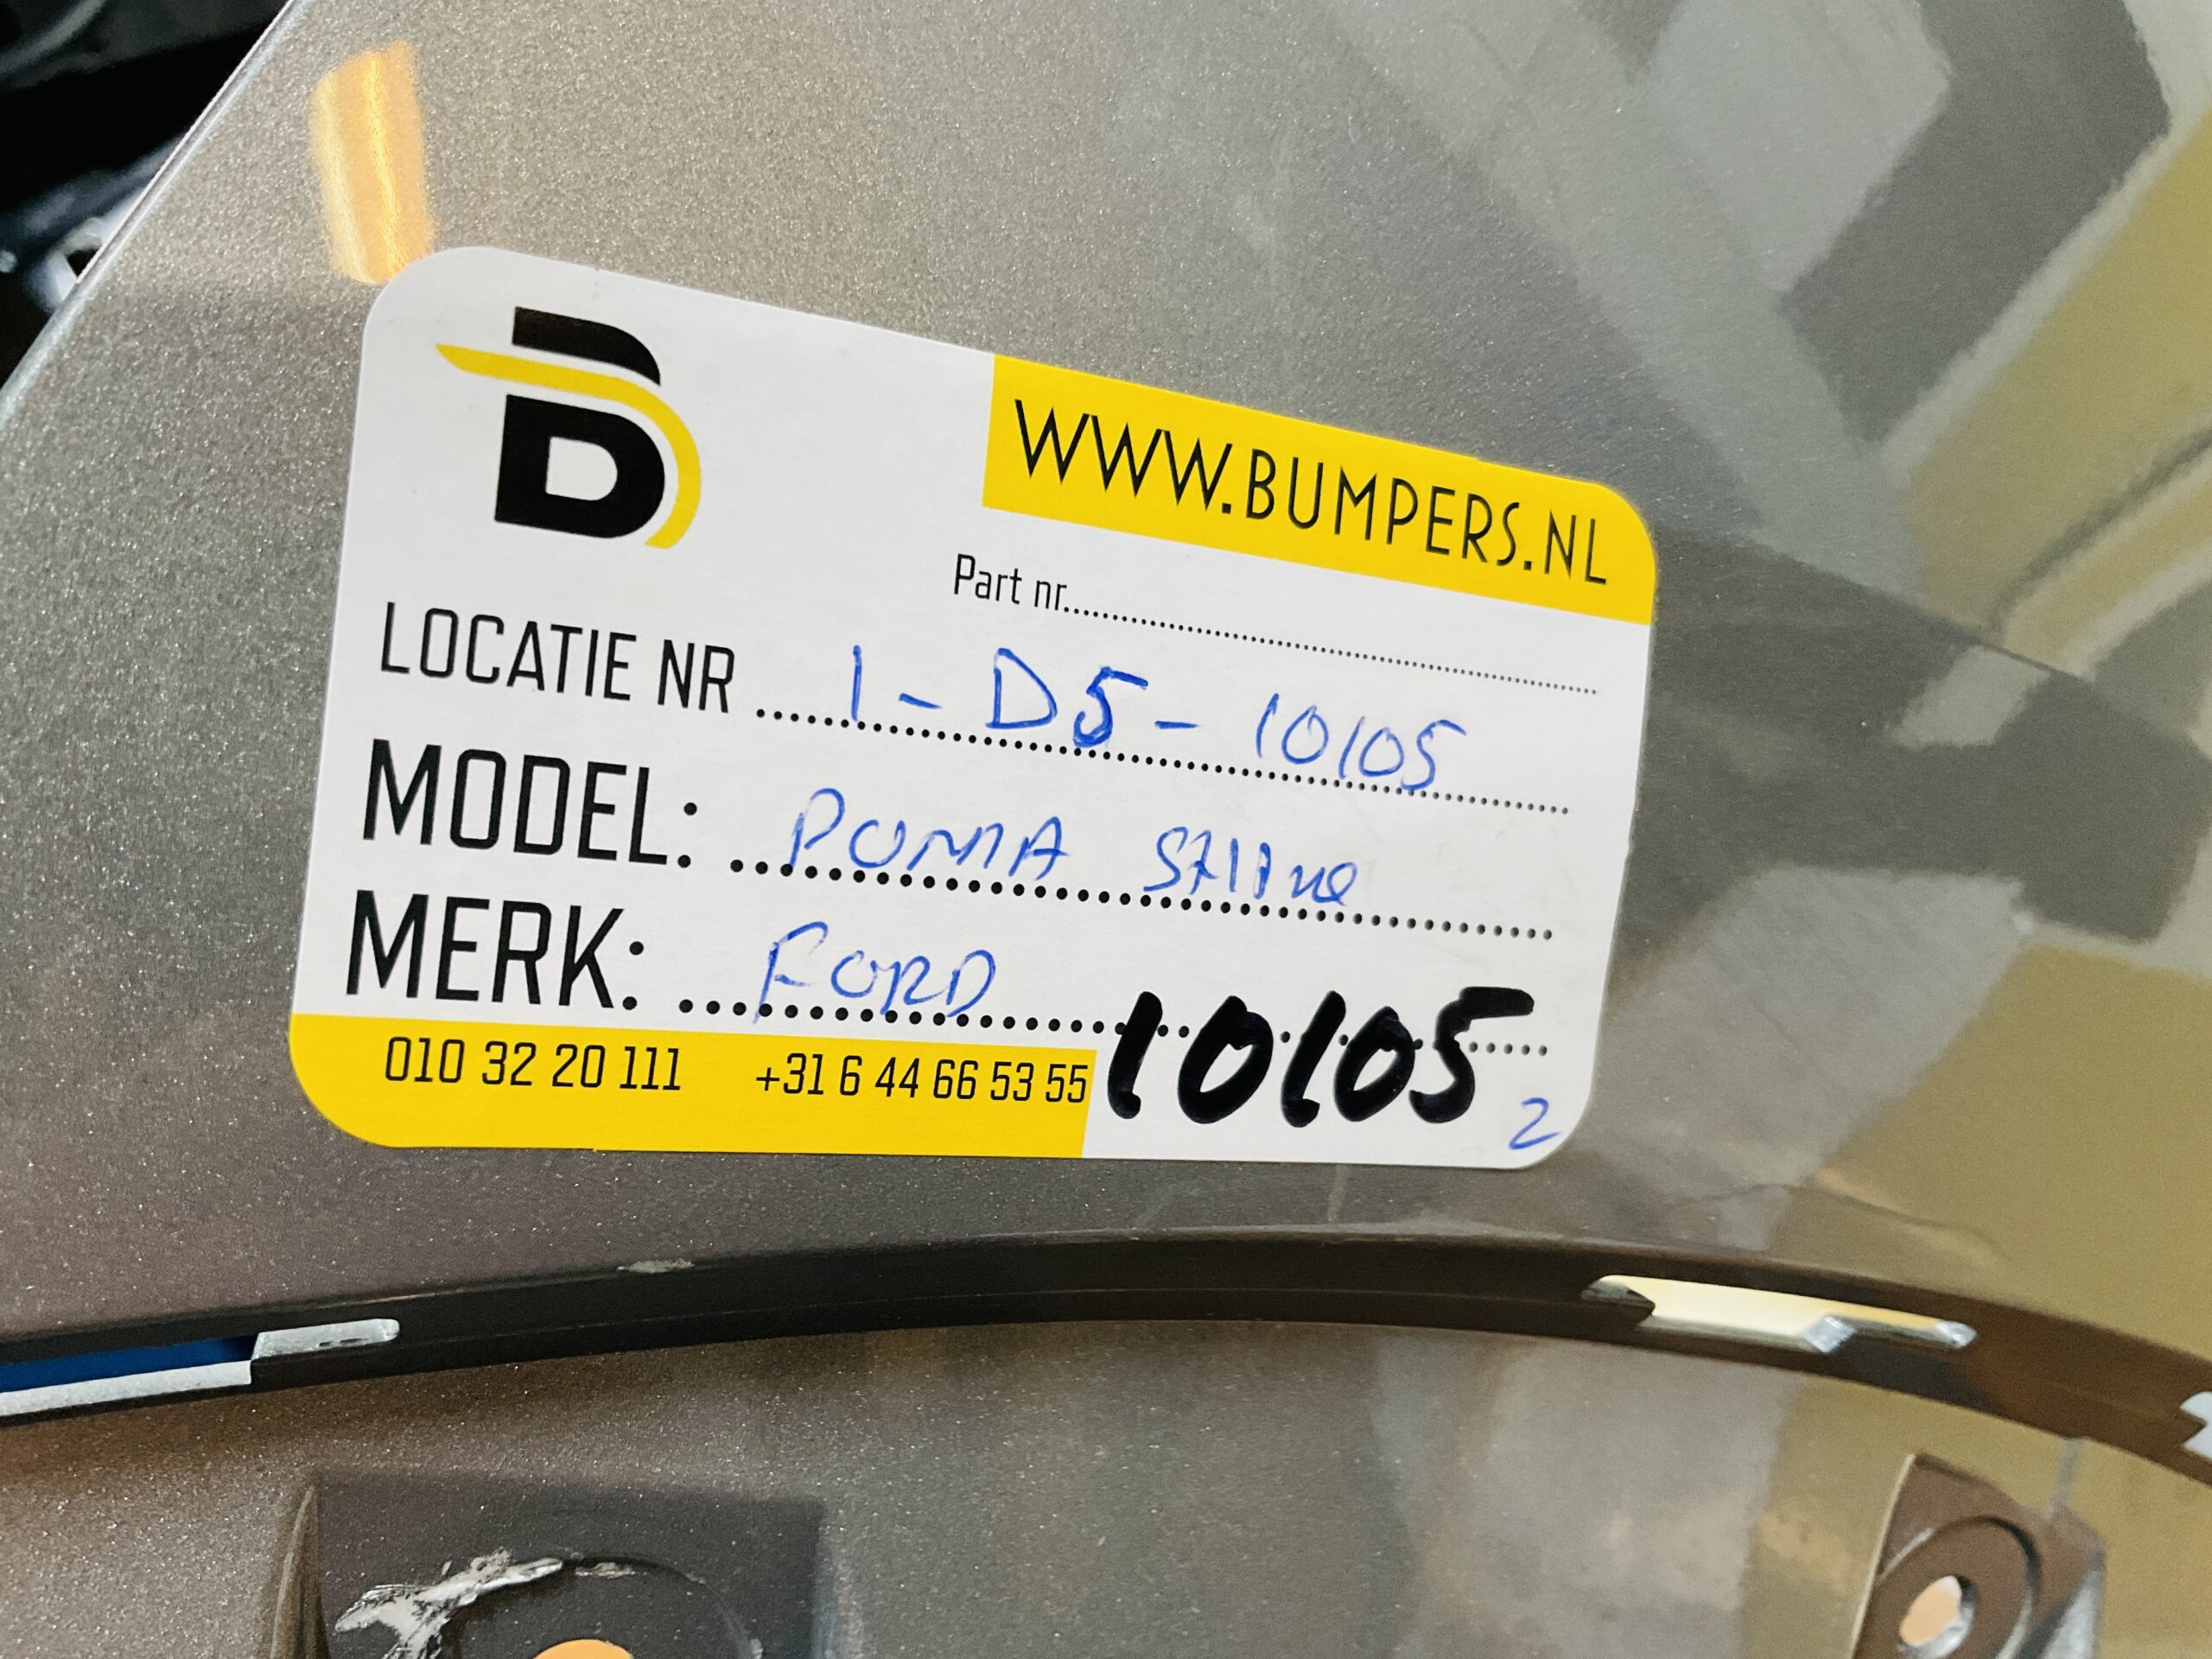 B
WWW.BUMPERS.NL
Part nr..........
LOCATIE NR ..... 1-D5-10105
MODEL: ..... PUMA STline
MERK: ..... FORD
10105
010 32 20 111 +31 6 44 66 53 55
2